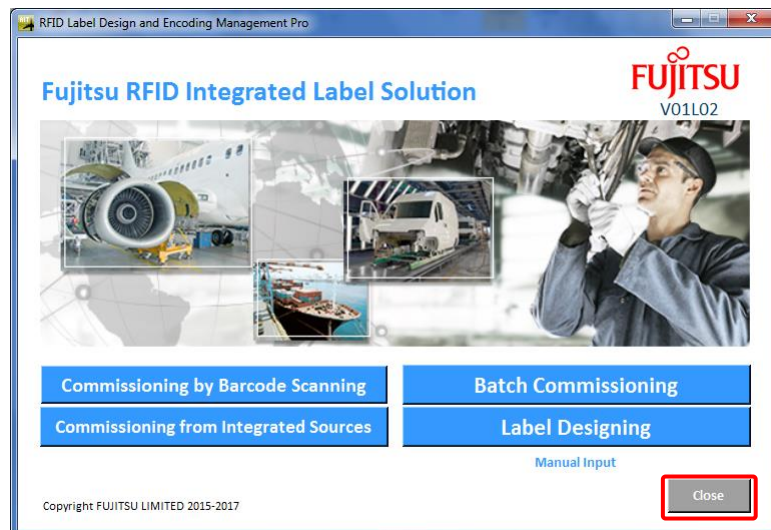 RFID Label Design and Encoding Management Pro
Fujitsu RFID Integrated Label Solution
FUJITSU
V01L02
Commissioning by Barcode Scanning
Batch Commissioning
Commissioning from Integrated Sources
Label Designing
Manual Input
Close
Copyright FUJITSU LIMITED 2015-2017